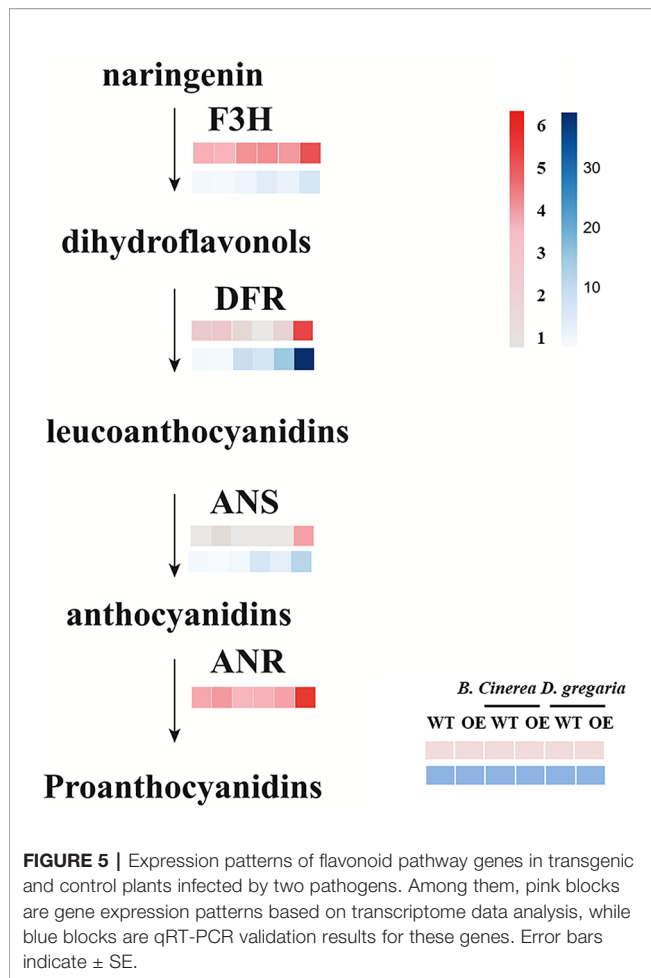 naringenin
F3H
dihydroflavonols
DFR
leucoanthocyanidins
ANS
anthocyanidins
ANR
Proanthocyanidins
6
5
4
3
2
1
30
20
10
B. Cinerea D. gregaria
WT OE WT OE WT OE
FIGURE 5 | Expression patterns of flavonoid pathway genes in transgenic
and control plants infected by two pathogens. Among them, pink blocks
are gene expression patterns based on transcriptome data analysis, while
blue blocks are qRT-PCR validation results for these genes. Error bars
indicate ± SE.